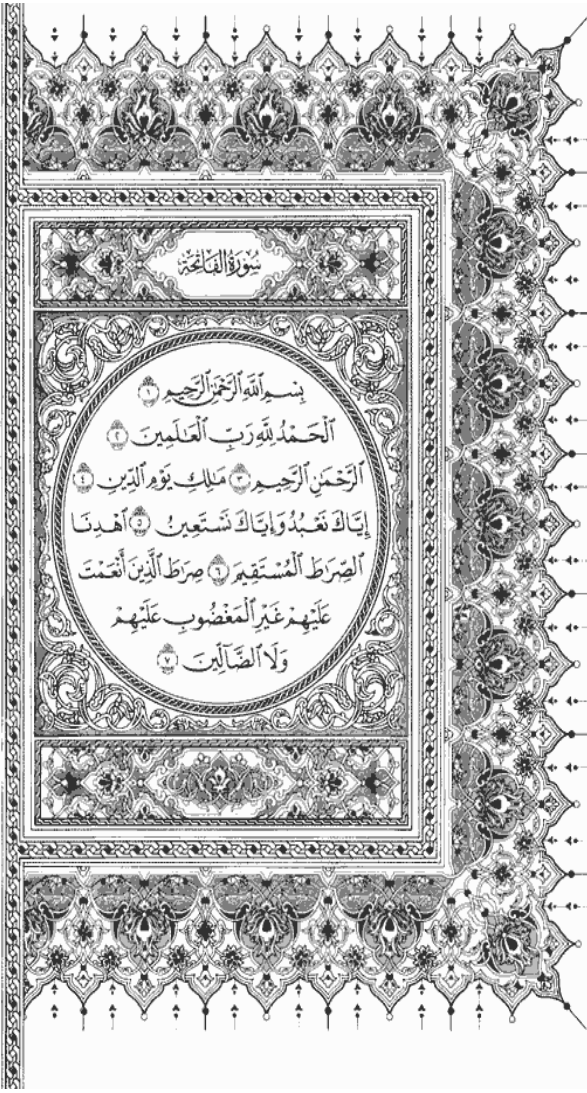 سُورَةُ الفَاتِحَةِ
بِسْمِ ٱللَّهِ ٱلرَّحْمَٰنِ ٱلرَّحِيمِ ١
ٱلْحَمْدُ لِلَّهِ رَبِّ ٱلْعَٰلَمِينَ ٢
ٱلرَّحْمَٰنِ ٱلرَّحِيمِ ٣ مَٰلِكِ يَوْمِ ٱلدِّينِ ٤
إِيَّاكَ نَعْبُدُ وَإِيَّاكَ نَسْتَعِينُ ٥ ٱهْدِنَا
ٱلصِّرَٰطَ ٱلْمُسْتَقِيمَ ٦ صِرَٰطَ ٱلَّذِينَ أَنْعَمْتَ
عَلَيْهِمْ غَيْرِ ٱلْمَغْضُوبِ عَلَيْهِمْ
وَلَا ٱلضَّآلِّينَ ٧